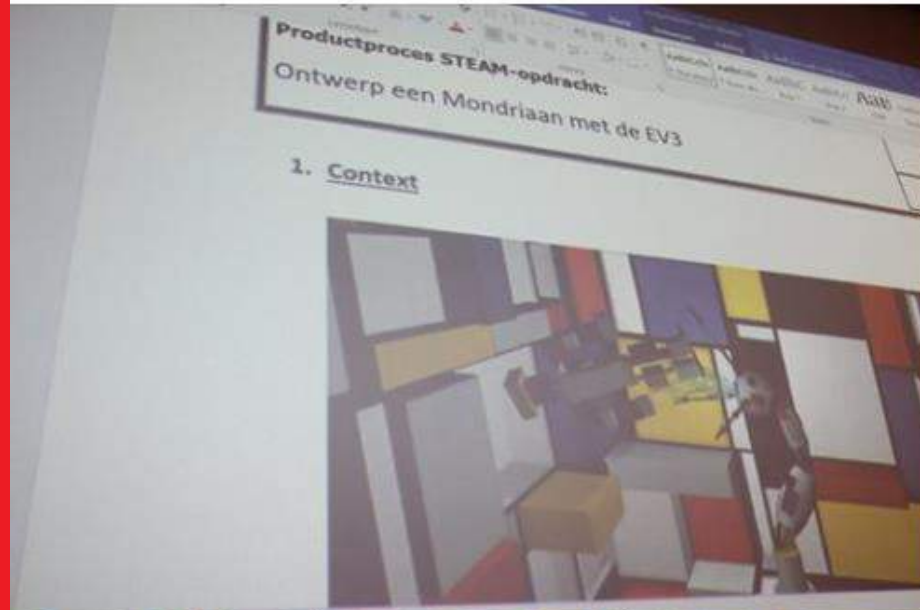 Productproces STEAM-opdracht:
Ontwerp een Mondriaan met de EV3
1. Context